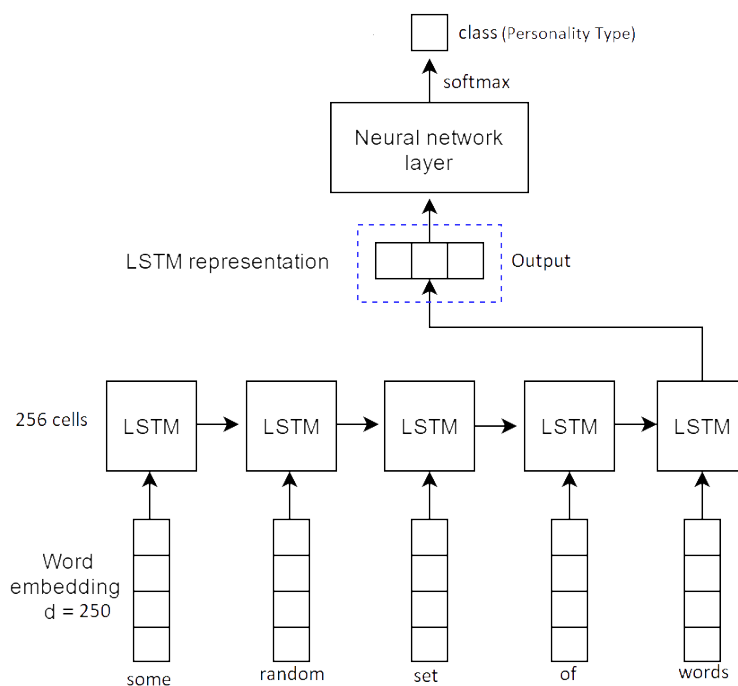 class (Personality Type)
softmax
Neural network
layer
LSTM representation
Output
256 cells
LSTM
LSTM
LSTM
LSTM
LSTM
Word
embedding
d = 250
some
random
set
of
words